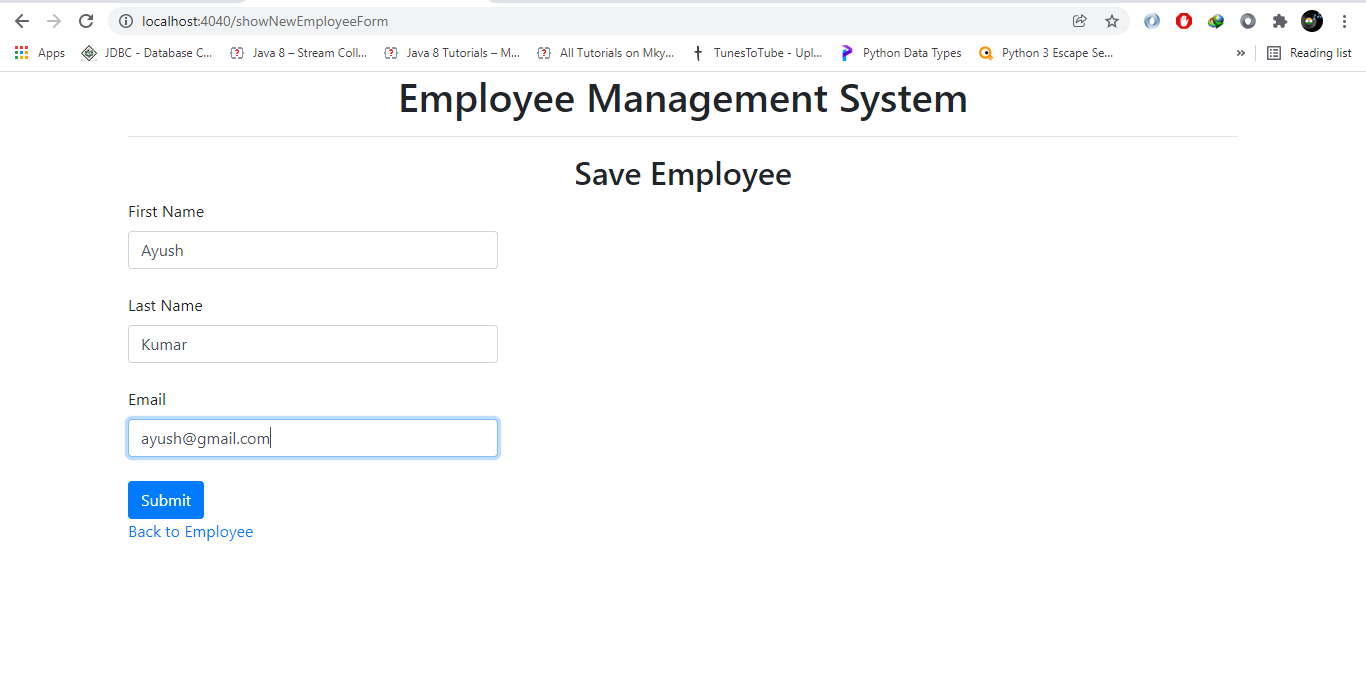 localhost:4040/showNewEmployeeForm
Apps JDBC - Database C... Java 8 – Stream Coll... Java 8 Tutorials – M... All Tutorials on Mky... TunesToTube - Upl... Python Data Types Python 3 Escape Se... » Reading list
Employee Management System
Save Employee
First Name
Ayush
Last Name
Kumar
Email
ayush@gmail.com
Submit
Back to Employee